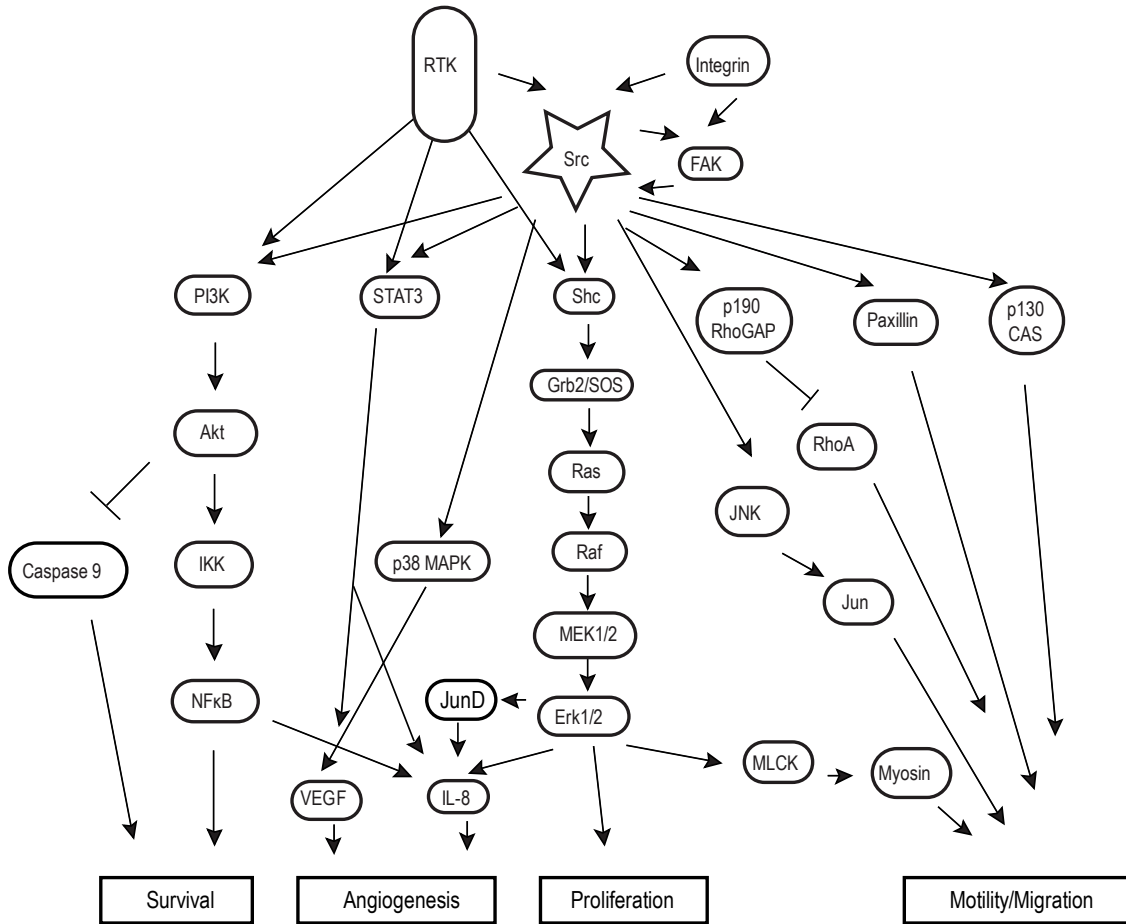 RTK
Integrin
Src
FAK
PI3K
STAT3
Shc
p190
RhoGAP
Paxillin
p130
CAS
Grb2/SOS
Akt
RhoA
Ras
JNK
Caspase 9
IKK
p38 MAPK
Raf
Jun
MEK1/2
NFκB
JunD
Erk1/2
MLCK
Myosin
VEGF
IL-8
Survival
Angiogenesis
Proliferation
Motility/Migration